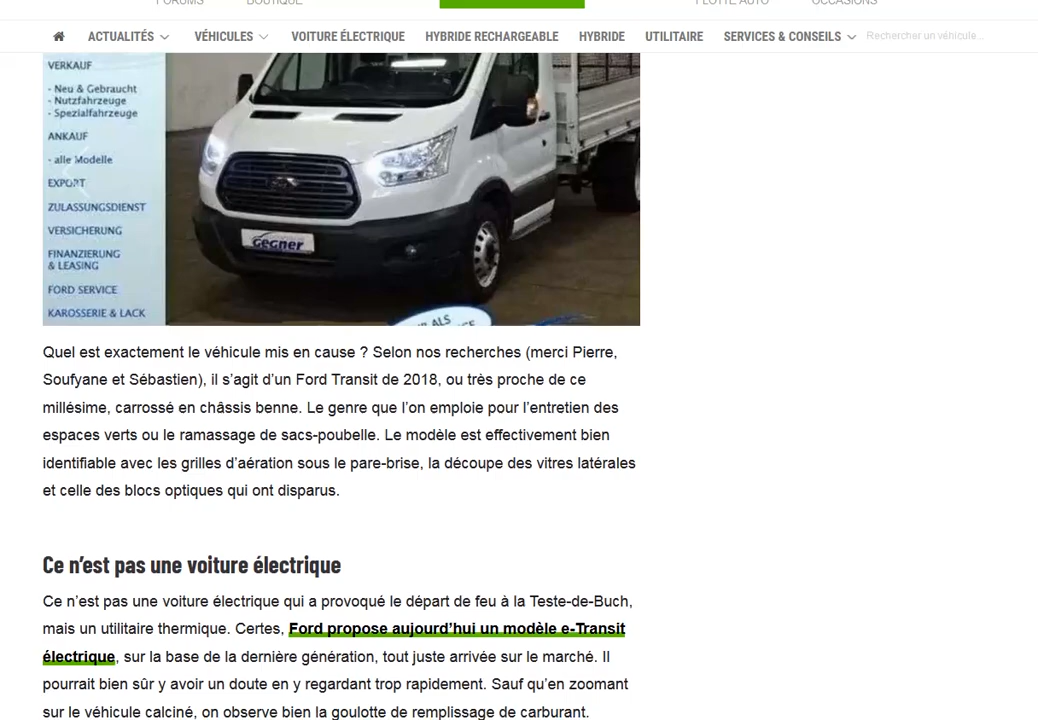 FORUMS BOUTIQUE FLOTTE AUTO OCCASIONS
ACTUALITÉS VÉHICULES VOITURE ÉLECTRIQUE HYBRIDE RECHARGEABLE HYBRIDE UTILITAIRE SERVICES & CONSEILS Rechercher un véhicule...
VERKAUF
- Neu & Gebraucht
- Nutzfahrzeuge
- Spezialfahrzeuge
ANKAUF
- alle Modelle
EXPORT
ZULASSUNGSDIENST
VERSICHERUNG
FINANZIERUNG
& LEASING
FORD SERVICE
KAROSSERIE & LACK
Gegner
ALS
Quel est exactement le véhicule mis en cause ? Selon nos recherches (merci Pierre,
Soufyane et Sébastien), il s’agit d’un Ford Transit de 2018, ou très proche de ce
millésime, carrossé en châssis benne. Le genre que l’on emploie pour l’entretien des
espaces verts ou le ramassage de sacs-poubelle. Le modèle est effectivement bien
identifiable avec les grilles d’aération sous le pare-brise, la découpe des vitres latérales
et celle des blocs optiques qui ont disparus.
Ce n’est pas une voiture électrique
Ce n’est pas une voiture électrique qui a provoqué le départ de feu à la Teste-de-Buch,
mais un utilitaire thermique. Certes, Ford propose aujourd’hui un modèle e-Transit
électrique, sur la base de la dernière génération, tout juste arrivée sur le marché. Il
pourrait bien sûr y avoir un doute en y regardant trop rapidement. Sauf qu’en zoomant
sur le véhicule calciné, on observe bien la goulotte de remplissage de carburant.